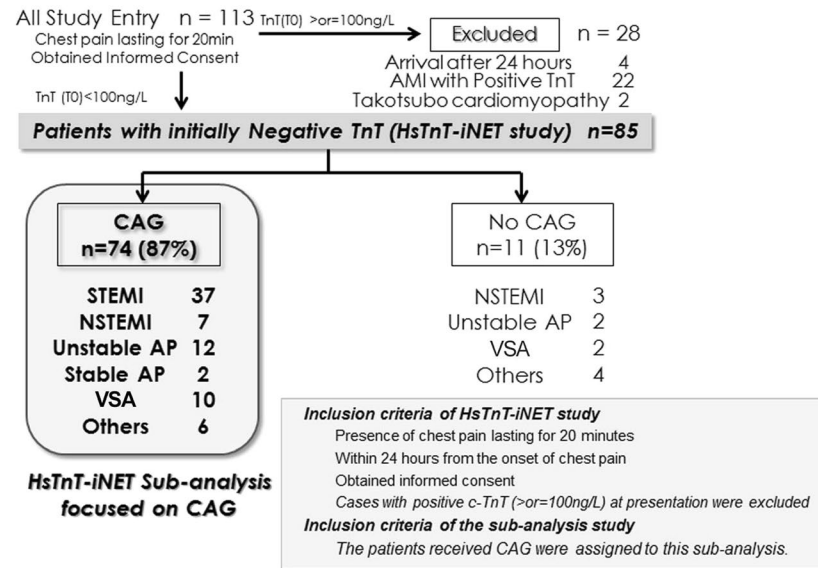 All Study Entry n = 113
TnT(T0) >or=100ng/L
Chest pain lasting for 20min
Obtained Informed Consent
TnT (T0)<100ng/L
Excluded n = 28
Arrival after 24 hours 4
AMI with Positive TnT 22
Takotsubo cardiomyopathy 2
Patients with initially Negative TnT (HsTnT-iNET study) n=85
CAG
n=74 (87%)
STEMI 37
NSTEMI 7
Unstable AP 12
Stable AP 2
VSA 10
Others 6
HsTnT-iNET Sub-analysis
focused on CAG
No CAG
n=11 (13%)
NSTEMI 3
Unstable AP 2
VSA 2
Others 4
Inclusion criteria of HsTnT-iNET study
Presence of chest pain lasting for 20 minutes
Within 24 hours from the onset of chest pain
Obtained informed consent
Cases with positive c-TnT (>or=100ng/L) at presentation were excluded
Inclusion criteria of the sub-analysis study
The patients received CAG were assigned to this sub-analysis.